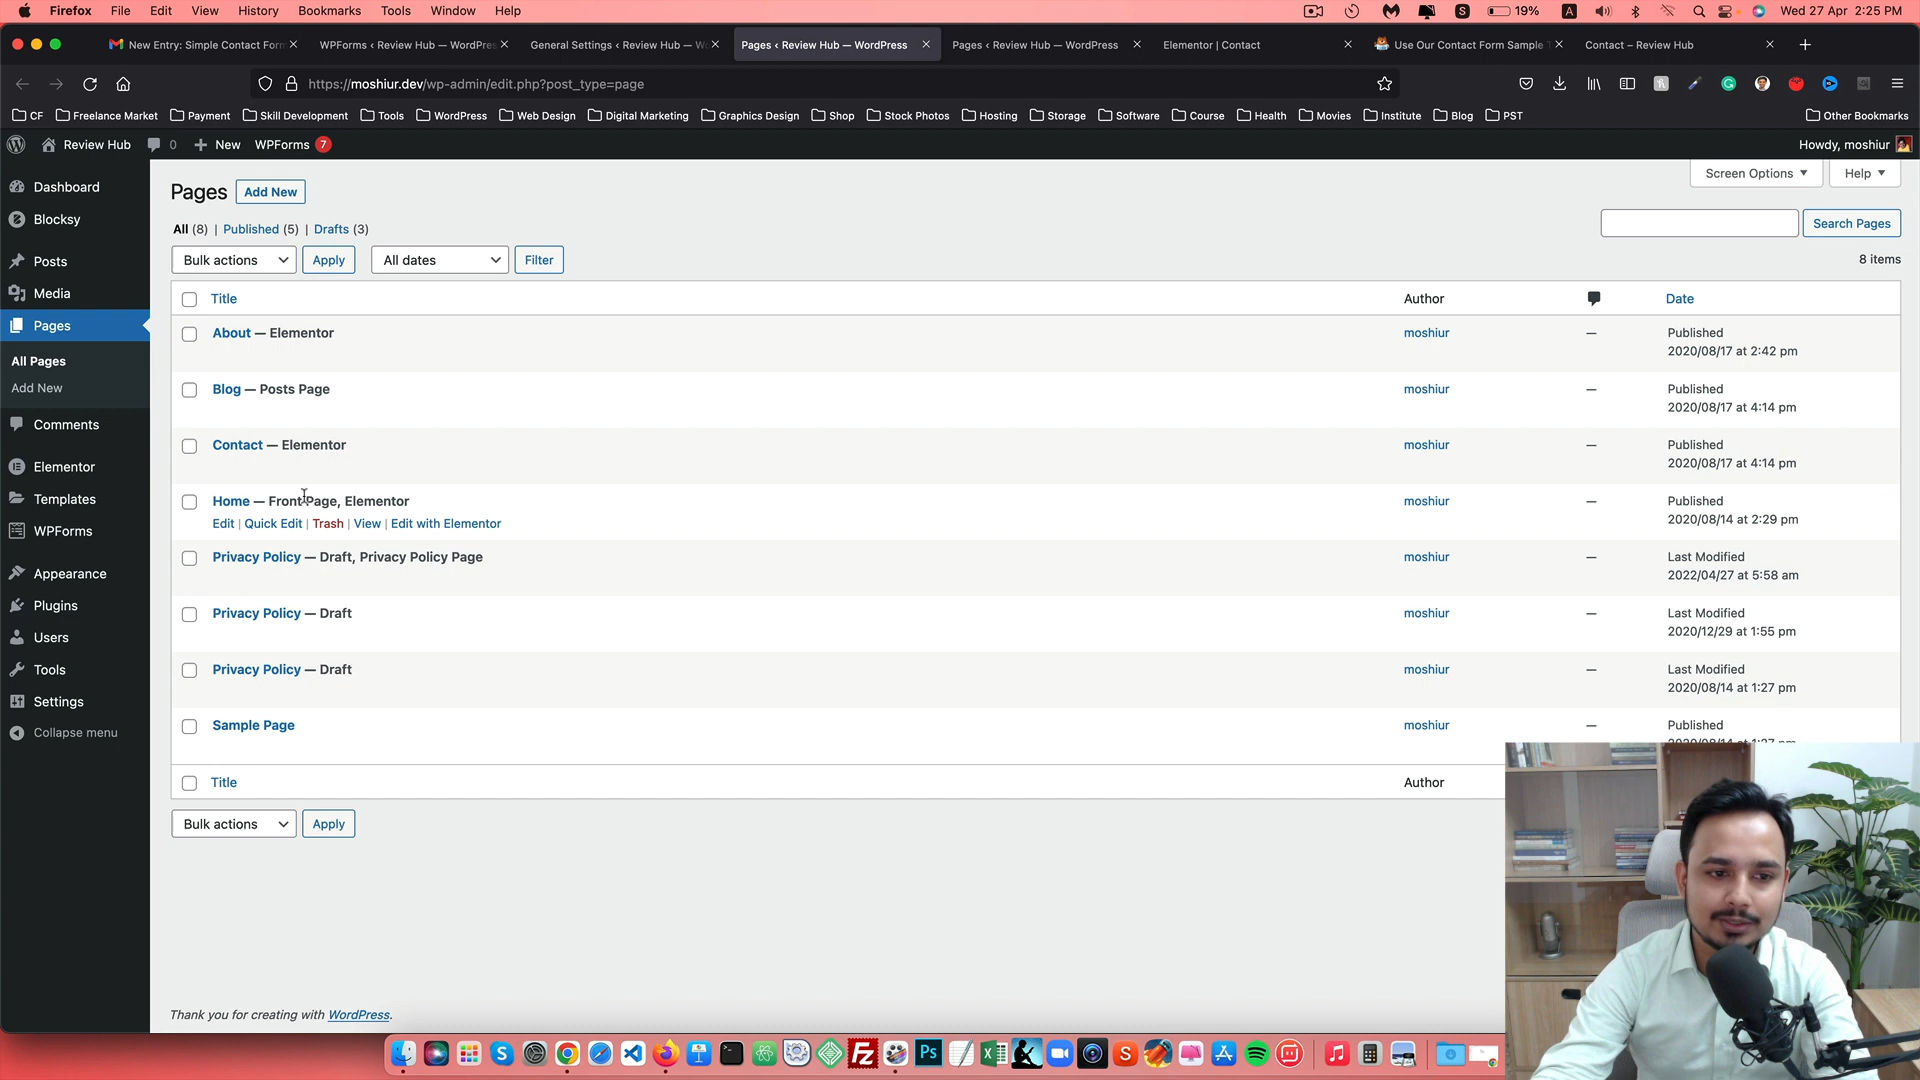 Firefox File Edit View History Bookmarks Tools Window Help 19% Wed 27 Apr 2:25 PM
New Entry: Simple Contact Forr WPForms ‹ Review Hub — WordPres General Settings ‹ Review Hub — Wo Pages ‹ Review Hub — WordPress Pages ‹ Review Hub — WordPress Elementor | Contact Use Our Contact Form Sample Contact – Review Hub
https://moshiur.dev/wp-admin/edit.php?post_type=page
CF Freelance Market Payment Skill Development Tools WordPress Web Design Digital Marketing Graphics Design Shop Stock Photos Hosting Storage Software Course Health Movies Institute Blog PST Other Bookmarks
Review Hub 0 New WPForms 7 Howdy, moshiur
Screen Options Help
Dashboard
Blocksy
Posts
Media
Pages
All Pages
Add New
Comments
Elementor
Templates
WPForms
Appearance
Plugins
Users
Tools
Settings
Collapse menu
Pages Add New
All (8) | Published (5) | Drafts (3)
Search Pages
Bulk actions Apply All dates Filter
8 items
Title Author Date
About — Elementor moshiur — Published
2020/08/17 at 2:42 pm
Blog — Posts Page moshiur — Published
2020/08/17 at 4:14 pm
Contact — Elementor moshiur — Published
2020/08/17 at 4:14 pm
Home — Front Page, Elementor moshiur — Published
Edit | Quick Edit | Trash | View | Edit with Elementor 2020/08/14 at 2:29 pm
Privacy Policy — Draft, Privacy Policy Page moshiur — Last Modified
2022/04/27 at 5:58 am
Privacy Policy — Draft moshiur — Last Modified
2020/12/29 at 1:55 pm
Privacy Policy — Draft moshiur — Last Modified
2020/08/14 at 1:27 pm
Sample Page moshiur — Published
2020/08/14 at 1:27 pm
Title Author
Bulk actions Apply
Thank you for creating with WordPress.